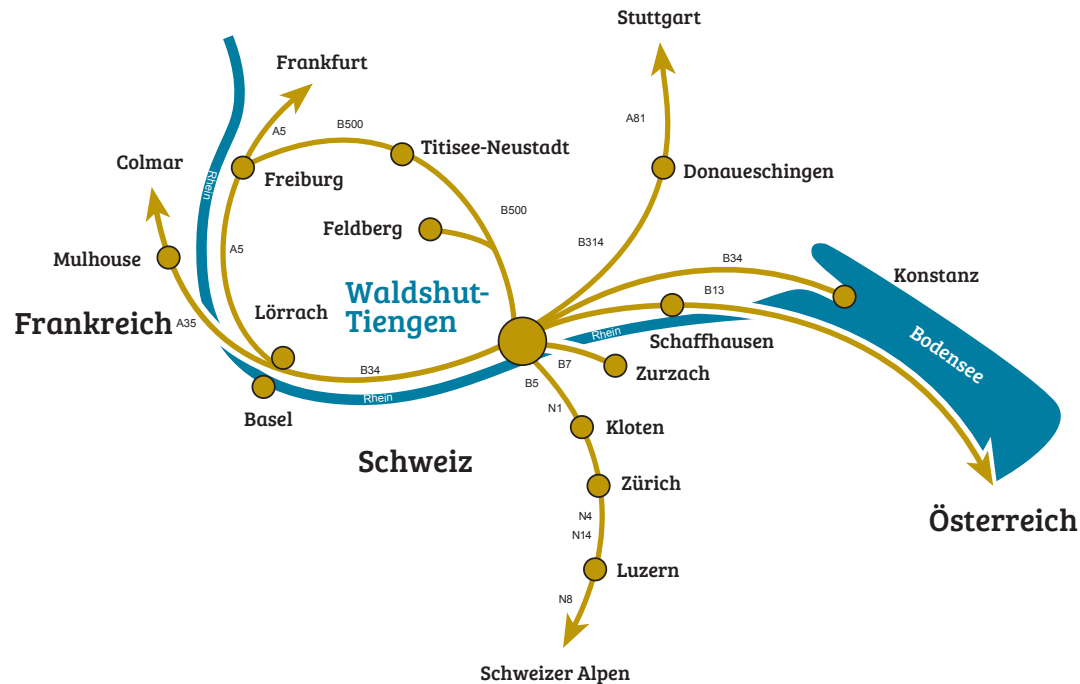 Stuttgart
Frankfurt
A81
B500
A5
Titisee-Neustadt
Colmar
Donaueschingen
Freiburg
Rhein
B500
Feldberg
B314
A5
Mulhouse
B34
Konstanz
B13
Waldshut-
Tiengen
Lörrach
Frankreich
A35
Rhein
Schaffhausen
Bodensee
B7
Zurzach
B34
B5
Rhein
N1
Basel
Kloten
Schweiz
Zürich
N4
Österreich
N14
Luzern
N8
Schweizer Alpen